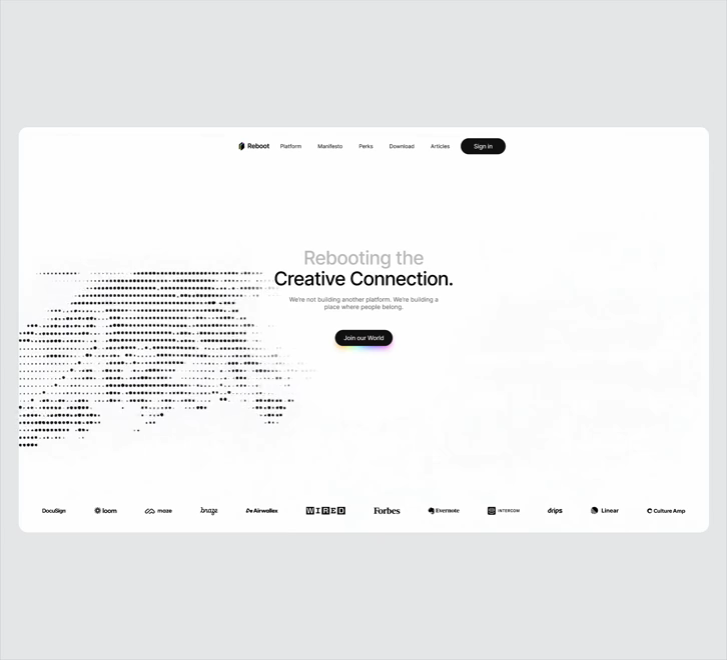 Reboot Platform Manifesto Perks Download Articles Sign in
Rebooting the
Creative Connection.
We're not building another platform. We're building a
place where people belong.
Join our World
DocuSign loom maze braze Airwallex WIRED Forbes Evernote INTERCOM drips Linear Culture Amp